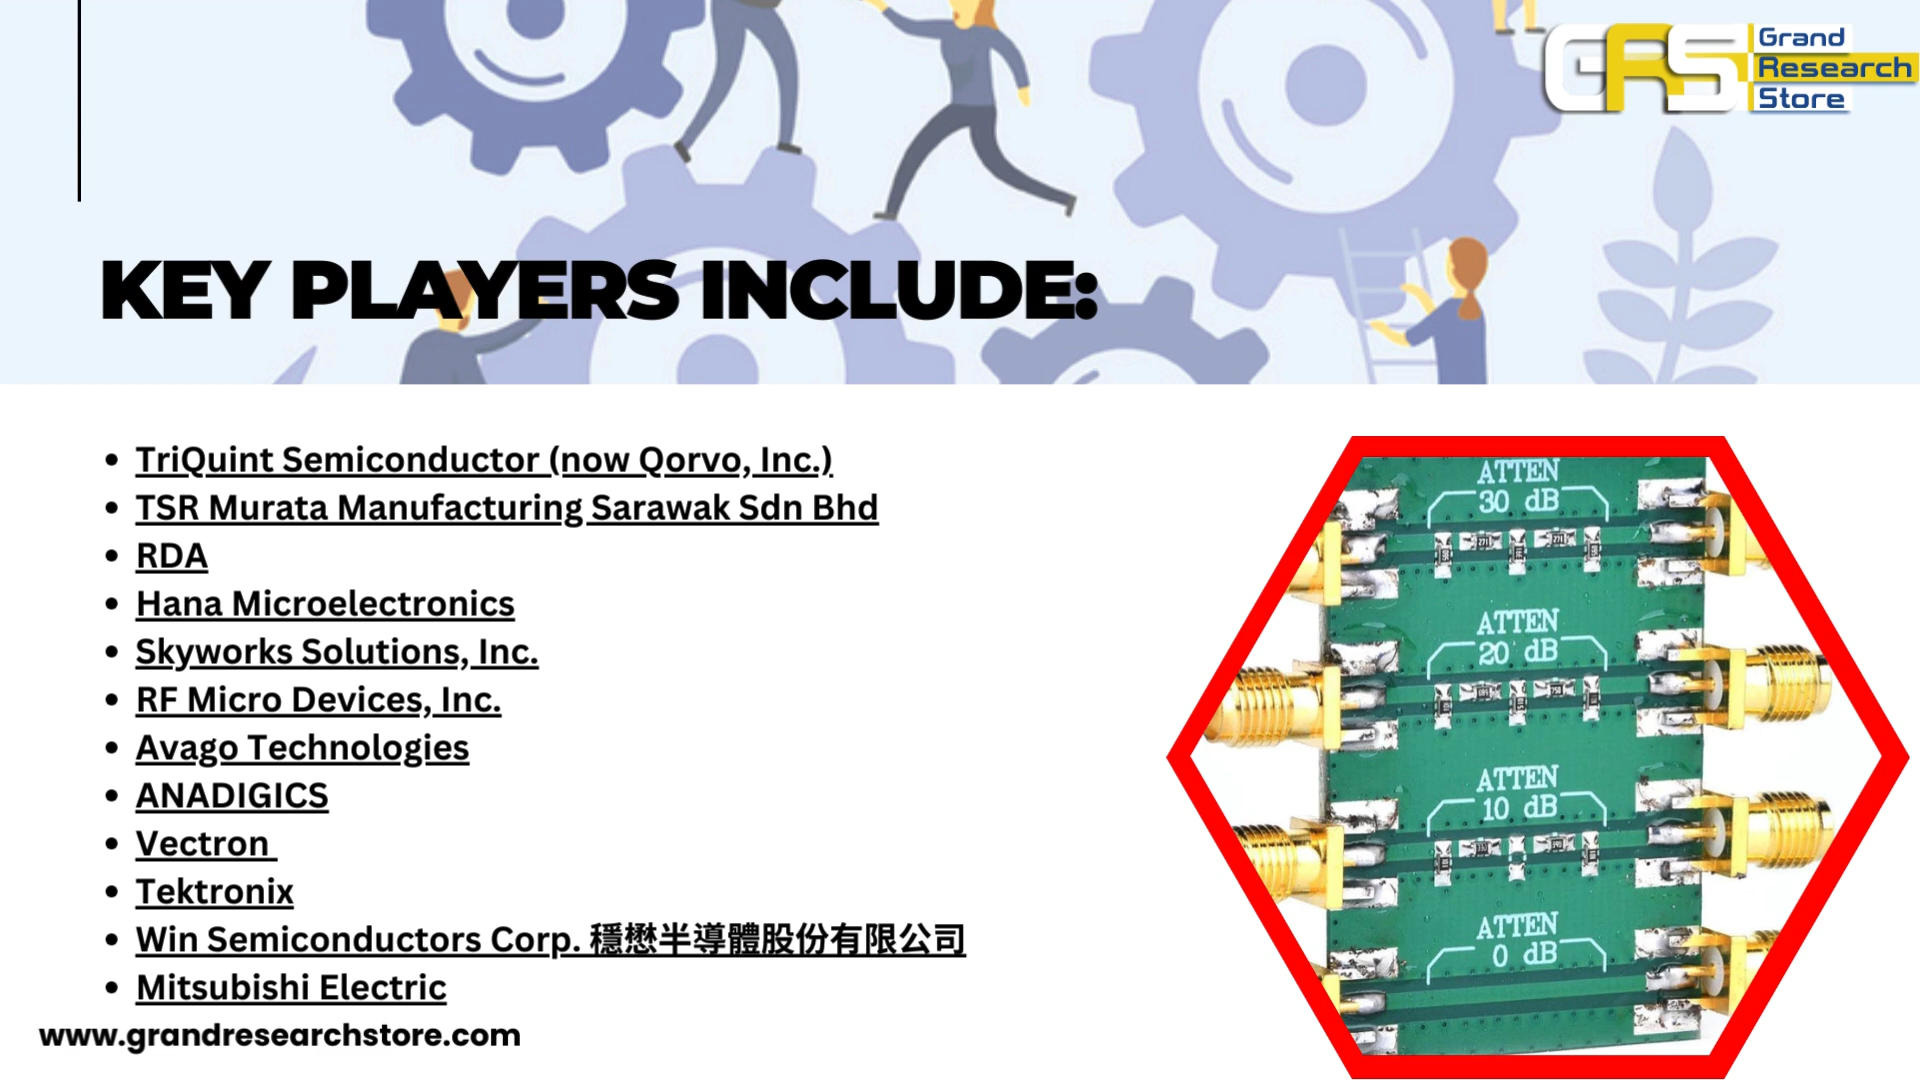 GRS
Grand
Research
Store
KEY PLAYERS INCLUDE:
• TriQuint Semiconductor (now Qorvo, Inc.)
• TSR Murata Manufacturing Sarawak Sdn Bhd
• RDA
• Hana Microelectronics
• Skyworks Solutions, Inc.
• RF Micro Devices, Inc.
• Avago Technologies
• ANADIGICS
• Vectron
• Tektronix
• Win Semiconductors Corp. 穩懋半導體股份有限公司
• Mitsubishi Electric
www.grandresearchstore.com
ATTEN
30 dB
271 271
ATTEN
20 dB
ATTEN
10 dB
ATTEN
0 dB